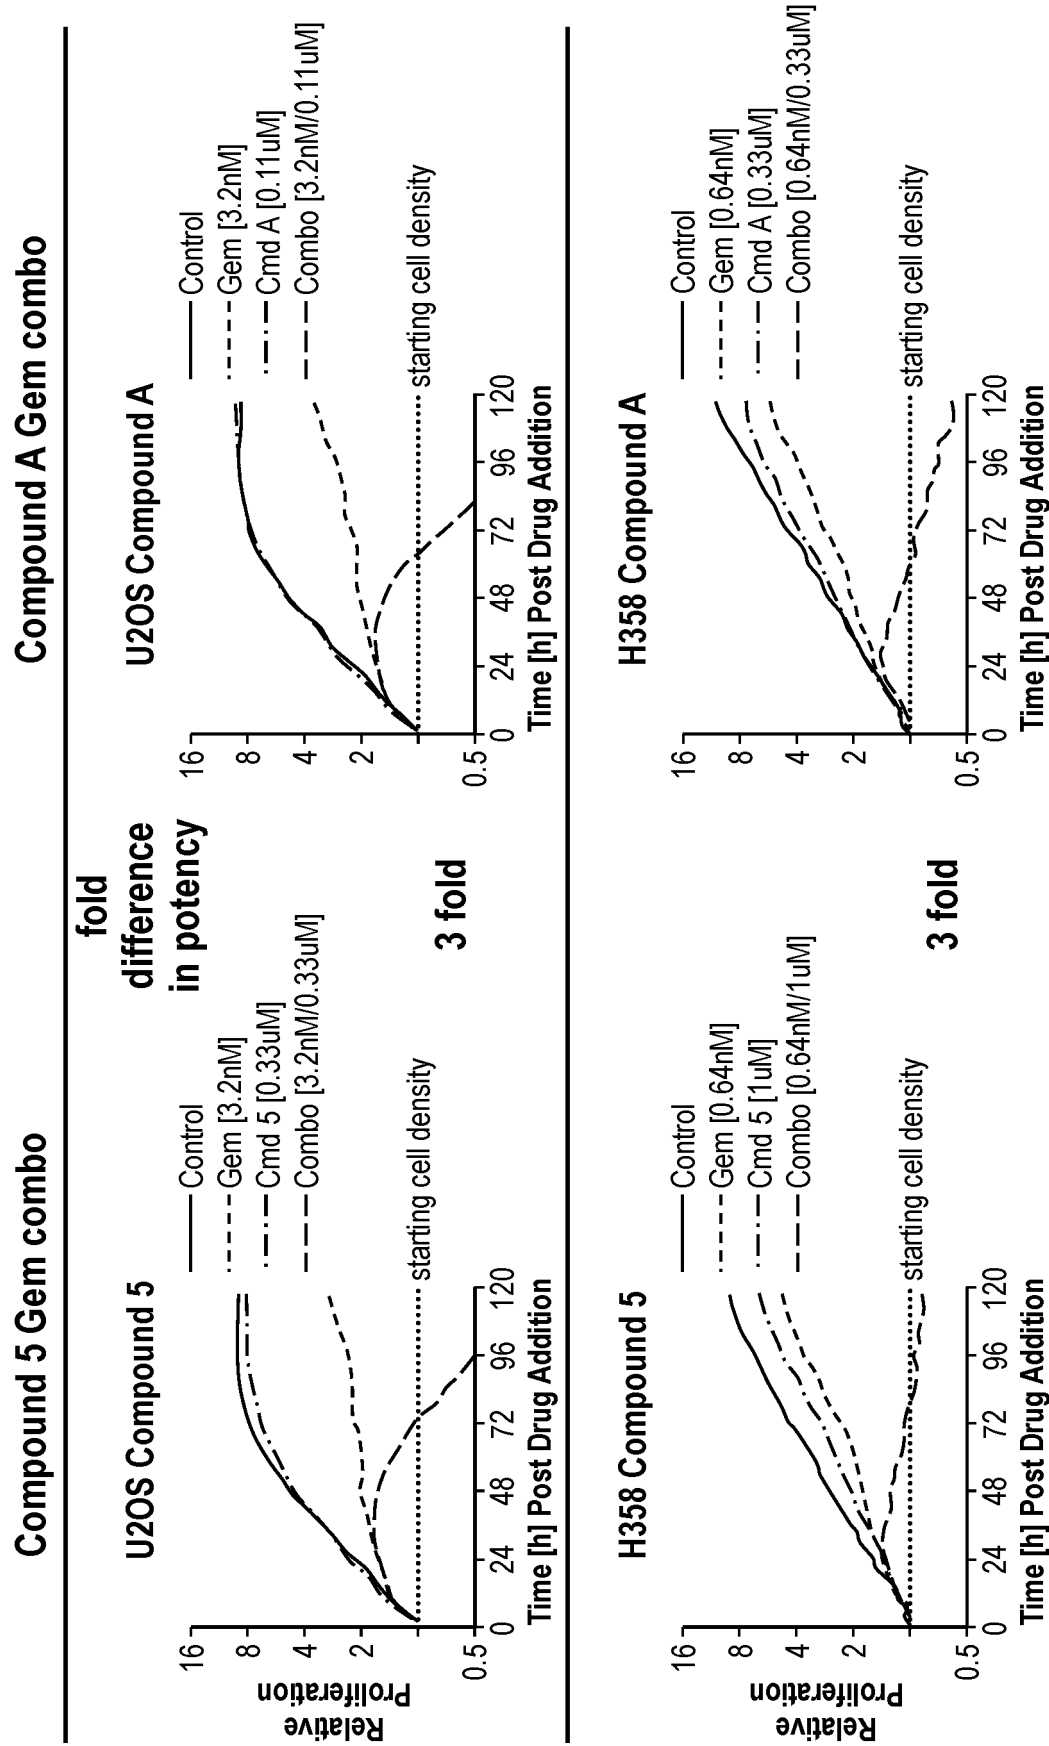 Compound 5 Gem combo
fold
difference
in potency
Compound A Gem combo
U2OS Compound 5
Relative
Proliferation
16
8
4
2
0.5
0 24 48 72 96 120
Time [h] Post Drug Addition
Control
Gem [3.2nM]
Cmd 5 [0.33uM]
Combo [3.2nM/0.33uM]
starting cell density
3 fold
U2OS Compound A
16
8
4
2
0.5
0 24 48 72 96 120
Time [h] Post Drug Addition
Control
Gem [3.2nM]
Cmd A [0.11uM]
Combo [3.2nM/0.11uM]
starting cell density
H358 Compound 5
Relative
Proliferation
16
8
4
2
0.5
0 24 48 72 96 120
Time [h] Post Drug Addition
Control
Gem [0.64nM]
Cmd 5 [1uM]
Combo [0.64nM/1uM]
starting cell density
3 fold
H358 Compound A
16
8
4
2
0.5
0 24 48 72 96 120
Time [h] Post Drug Addition
Control
Gem [0.64nM]
Cmd A [0.33uM]
Combo [0.64nM/0.33uM]
starting cell density